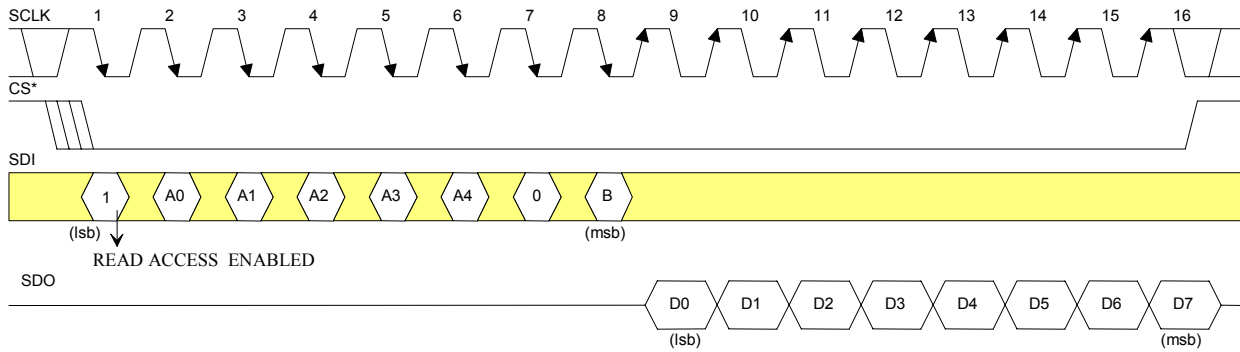 SCLK 1 2 3 4 5 6 7 8 9 10 11 12 13 14 15 16
CS*
SDI
1 A0 A1 A2 A3 A4 0 B
(lsb) (msb)
READ ACCESS ENABLED
SDO
D0 D1 D2 D3 D4 D5 D6 D7
(lsb) (msb)